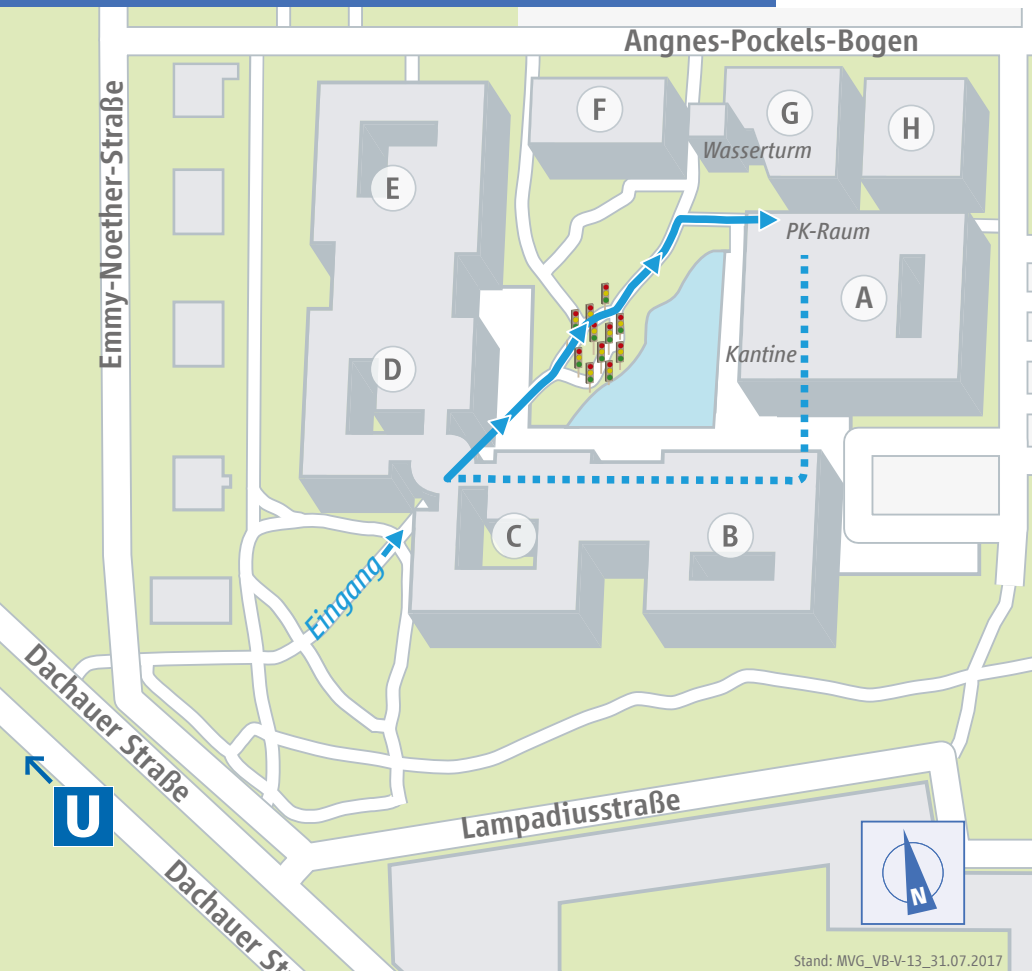 Angnes-Pockels-Bogen
Emmy-Noether-Straße
F
G
H
Wasserturm
E
PK-Raum
A
Kantine
D
C
B
Eingang
Dachauer Straße
U
Lampadiusstraße
Dachauer St
N
Stand: MVG_VB-V-13_31.07.2017